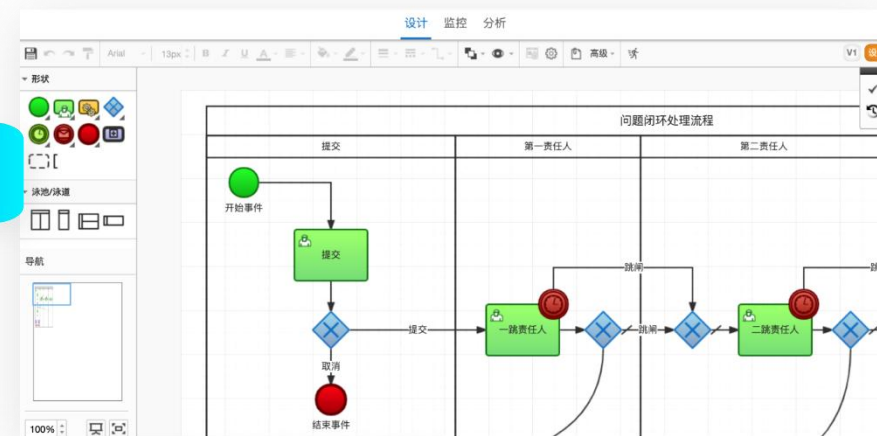 设计 监控 分析
Arial 13px B I U A 高级 V1 设
形状
泳池/泳道
导航
100%
问题闭环处理流程
提交 第一责任人 第二责任人
开始事件
提交
跳闸
提交
一跳责任人
跳闸
二跳责任人
取消
结束事件